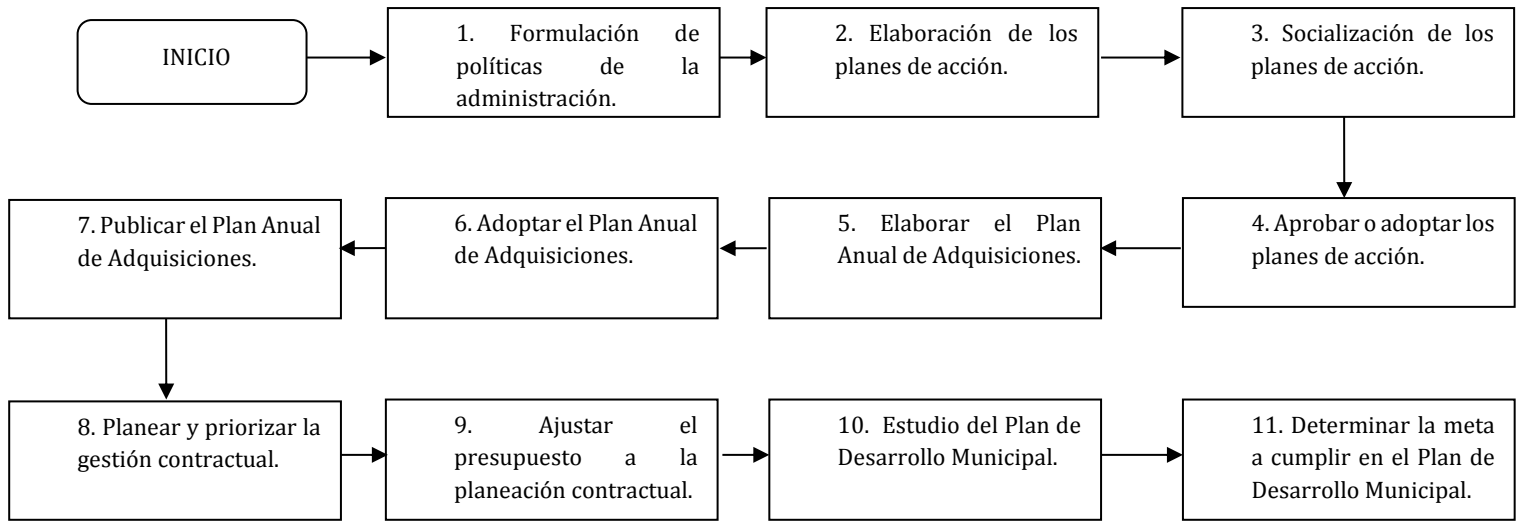 INICIO
1. Formulación de
políticas de la
administración.
2. Elaboración de los
planes de acción.
3. Socialización de los
planes de acción.
4. Aprobar o adoptar los
planes de acción.
5. Elaborar el Plan
Anual de Adquisiciones.
6. Adoptar el Plan Anual
de Adquisiciones.
7. Publicar el Plan Anual
de Adquisiciones.
8. Planear y priorizar la
gestión contractual.
9. Ajustar el
presupuesto a la
planeación contractual.
10. Estudio del Plan de
Desarrollo Municipal.
11. Determinar la meta
a cumplir en el Plan de
Desarrollo Municipal.